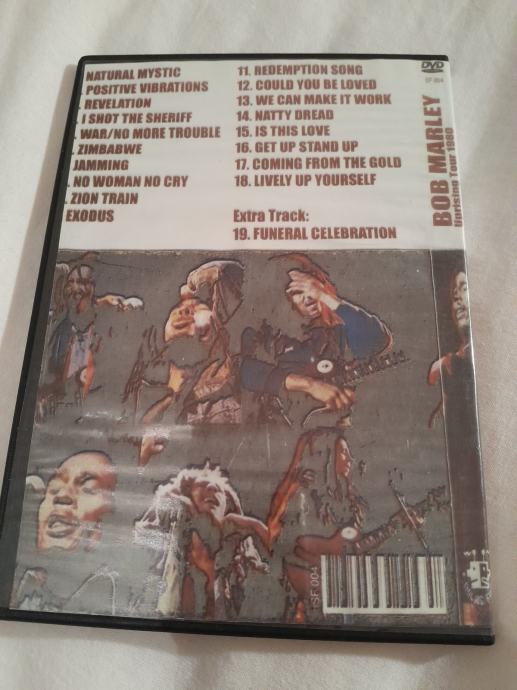 NATURAL MYSTIC
POSITIVE VIBRATIONS
. REVELATION
. I SHOT THE SHERIFF
. WAR/NO MORE TROUBLE
. ZIMBABWE
JAMMING
. NO WOMAN NO CRY
. ZION TRAIN
EXODUS
11. REDEMPTION SONG
12. COULD YOU BE LOVED
13. WE CAN MAKE IT WORK
14. NATTY DREAD
15. IS THIS LOVE
16. GET UP STAND UP
17. COMING FROM THE GOLD
18. LIVELY UP YOURSELF
Extra Track:
19. FUNERAL CELEBRATION
DVD
SF 004
BOB MARLEY
Uprising Tour 1980
SF 004